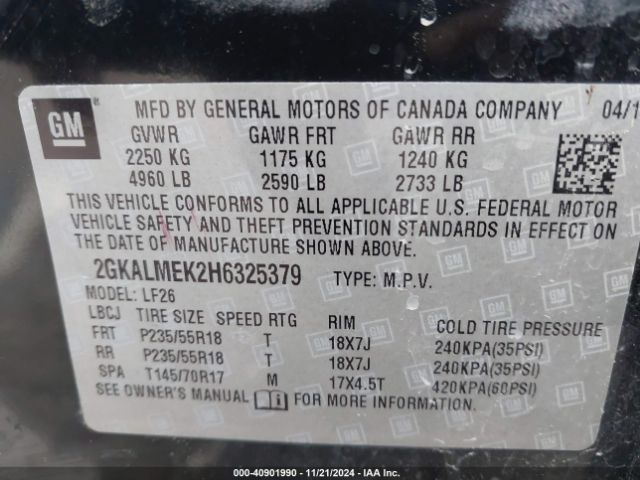 GM
MFD BY GENERAL MOTORS OF CANADA COMPANY 04/1
GVWR GAWR FRT GAWR RR
2250 KG 1175 KG 1240 KG
4960 LB 2590 LB 2733 LB
THIS VEHICLE CONFORMS TO ALL APPLICABLE U.S. FEDERAL MOTOR
VEHICLE SAFETY AND THEFT PREVENTION STANDARDS IN EFFECT ON
THE DATE OF MANUFACTURE SHOWN ABOVE.
2GKALMEK2H6325379 TYPE: M.P.V.
MODEL: LF26
LBCJ TIRE SIZE SPEED RTG RIM COLD TIRE PRESSURE
FRT P235/55R18 T 18X7J 240KPA(35PSI)
RR P235/55R18 T 18X7J 240KPA(35PSI)
SPA T145/70R17 M 17X4.5T 420KPA(60PSI)
SEE OWNER'S MANUAL i FOR MORE INFORMATION.
000-40901990 - 11/21/2024 - IAA Inc.